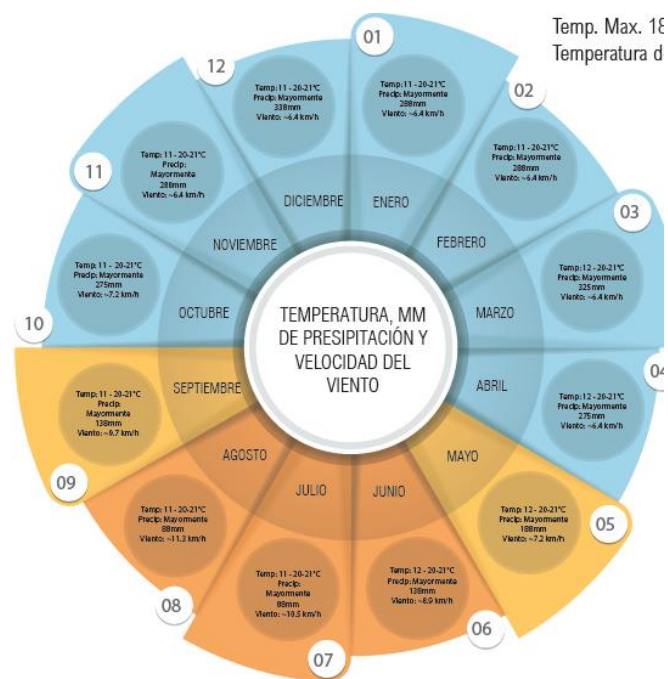 Temp. Max. 18
Temperatura d
TEMPERATURA, MM
DE PRESIPITACIÓN Y
VELOCIDAD DEL
VIENTO
01
ENERO
Temp: 11 - 20-21°C
Precip: Mayormente
288mm
Viento: ~6.4 km/h
02
FEBRERO
Temp: 11 - 20-21°C
Precip: Mayormente
288mm
Viento: ~6.4 km/h
03
MARZO
Temp: 12 - 20-21°C
Precip: Mayormente
325mm
Viento: ~6.4 km/h
04
ABRIL
Temp: 12 - 20-21°C
Precip: Mayormente
275mm
Viento: ~6.4 km/h
05
MAYO
Temp: 12 - 20-21°C
Precip: Mayormente
188mm
Viento: ~7.2 km/h
06
JUNIO
Temp: 12 - 20-21°C
Precip: Mayormente
138mm
Viento: ~8.9 km/h
07
JULIO
Temp: 11 - 20-21°C
Precip:
Mayormente
88mm
Viento: ~10.5 km/h
08
AGOSTO
Temp: 11 - 20-21°C
Precip: Mayormente
88mm
Viento: ~11.3 km/h
09
SEPTIEMBRE
Temp: 11 - 20-21°C
Precip:
Mayormente
138mm
Viento: ~9.7 km/h
10
OCTUBRE
Temp: 11 - 20-21°C
Precip: Mayormente
275mm
Viento: ~7.2 km/h
11
NOVIEMBRE
Temp: 11 - 20-21°C
Precip:
Mayormente
288mm
Viento: ~6.4 km/h
12
DICIEMBRE
Temp: 11 - 20-21°C
Precip: Mayormente
338mm
Viento: ~6.4 km/h